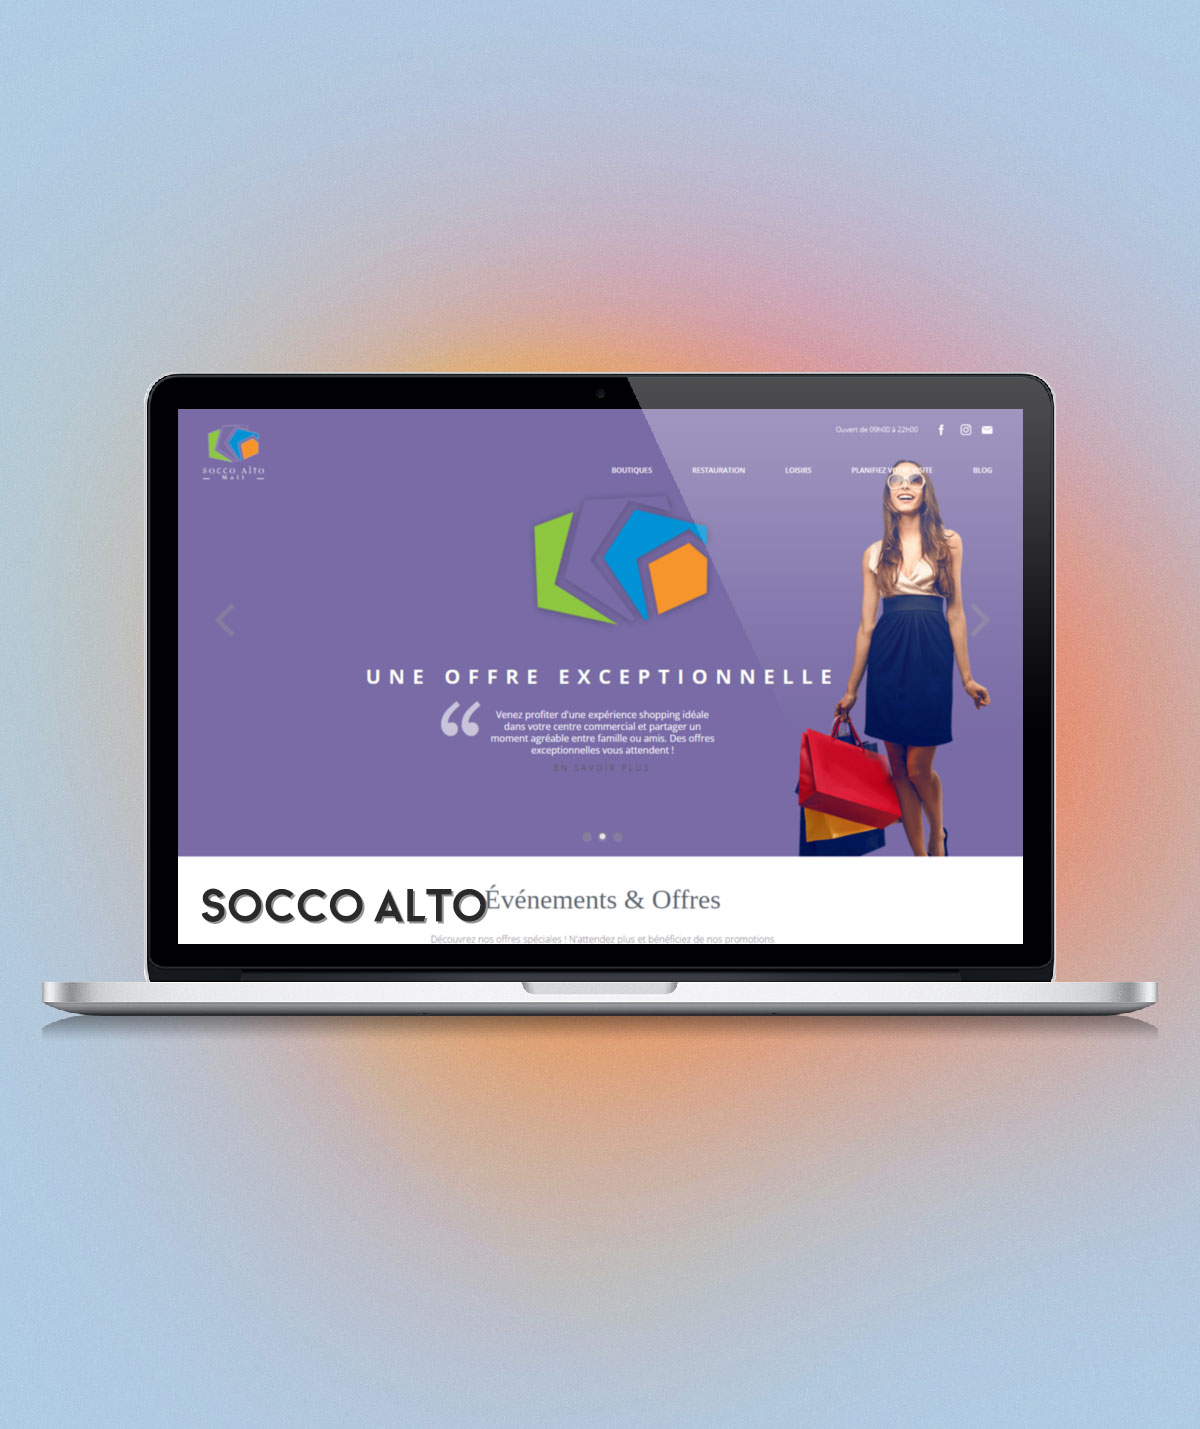 SOCCO ALTO
Mall
Ouvert de 09h00 à 22h00
BOUTIQUES RESTAURATION LOISIRS PLANIFIEZ VOTRE VISITE BLOG
UNE OFFRE EXCEPTIONNELLE
“ Venez profiter d'une expérience shopping idéale
dans votre centre commercial et partager un
moment agréable entre famille ou amis. Des offres
exceptionnelles vous attendent !
EN SAVOIR PLUS
SOCCO ALTO
Événements & Offres
Découvrez nos offres spéciales ! N'attendez plus et bénéficiez de nos promotions